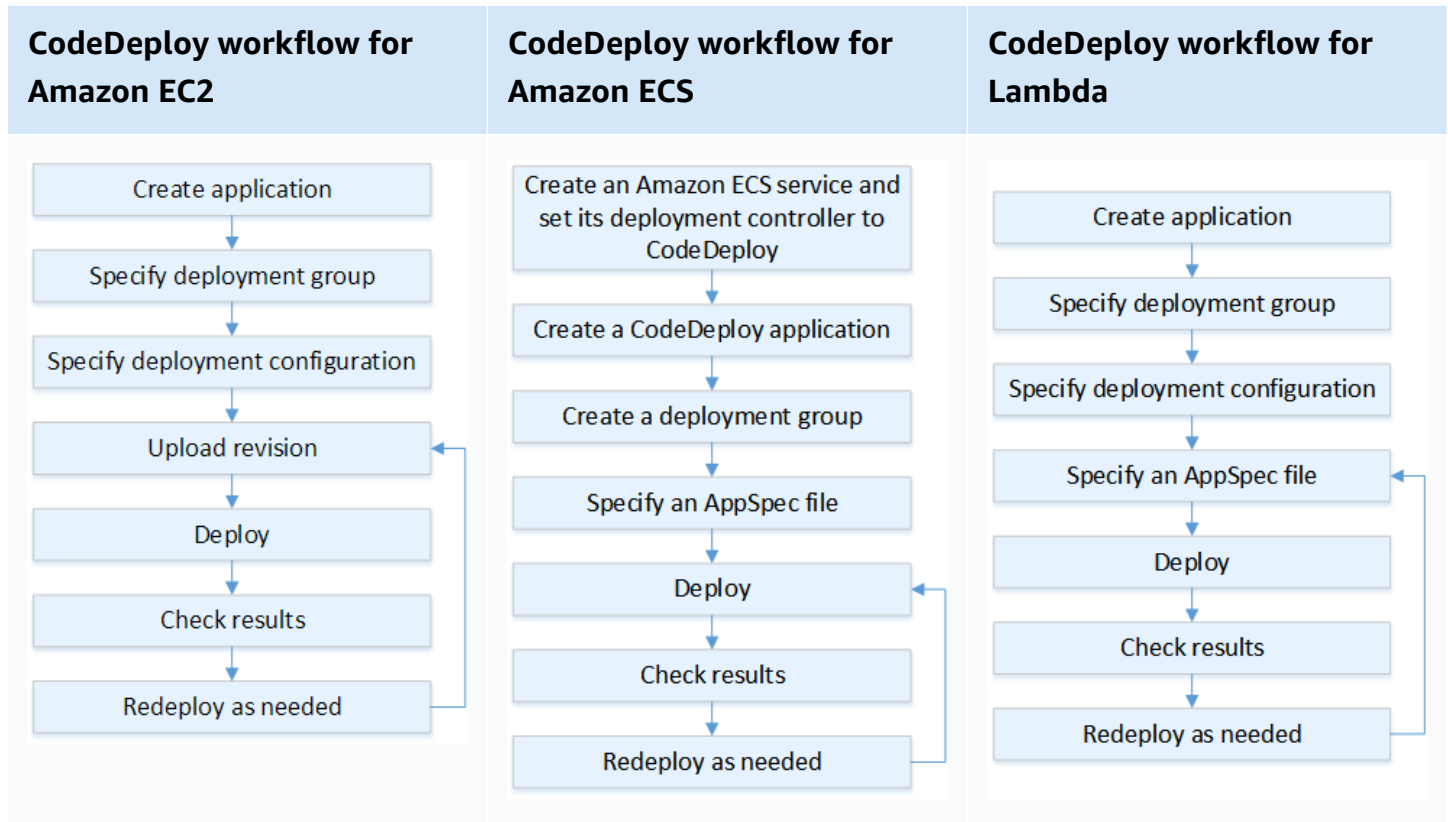 CodeDeploy workflow for
Amazon EC2
CodeDeploy workflow for
Amazon ECS
CodeDeploy workflow for
Lambda
Create application
Specify deployment group
Specify deployment configuration
Upload revision
Deploy
Check results
Redeploy as needed
Create an Amazon ECS service and
set its deployment controller to
CodeDeploy
Create a CodeDeploy application
Create a deployment group
Specify an AppSpec file
Deploy
Check results
Redeploy as needed
Create application
Specify deployment group
Specify deployment configuration
Specify an AppSpec file
Deploy
Check results
Redeploy as needed